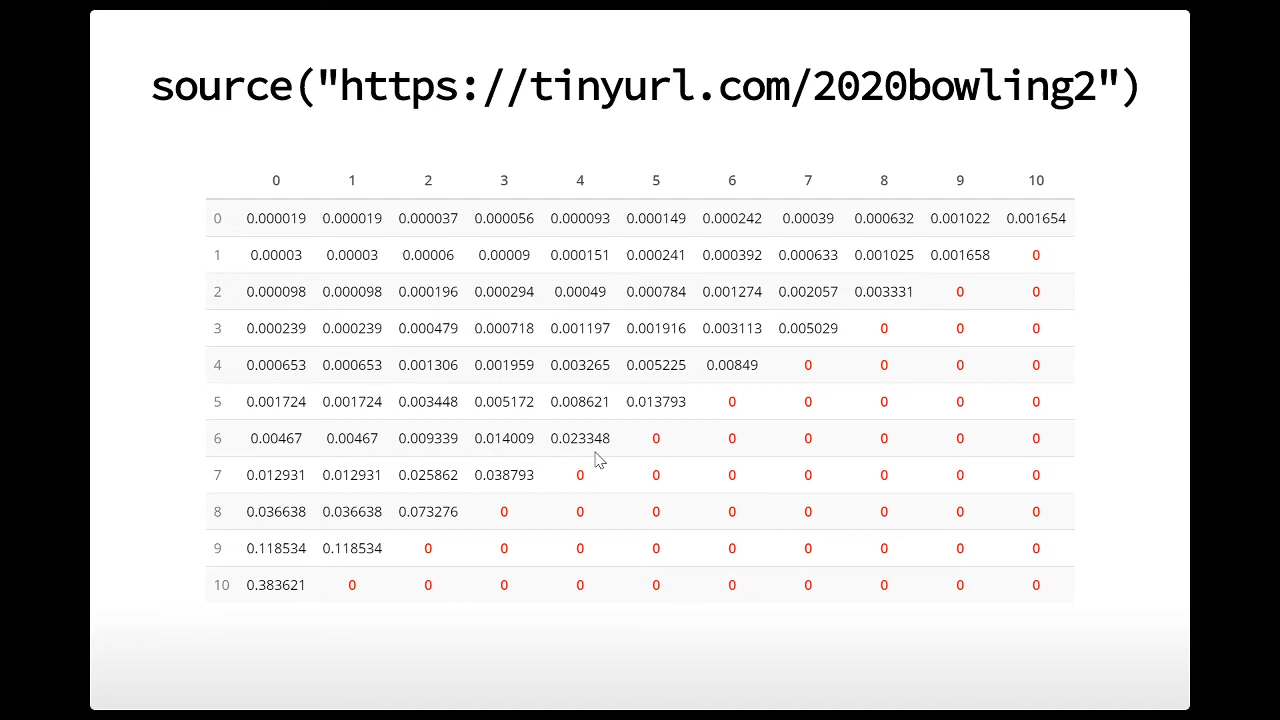 source("https://tinyurl.com/2020bowling2")
0 1 2 3 4 5 6 7 8 9 10
0 0.000019 0.000019 0.000037 0.000056 0.000093 0.000149 0.000242 0.00039 0.000632 0.001022 0.001654
1 0.00003 0.00003 0.00006 0.00009 0.000151 0.000241 0.000392 0.000633 0.001025 0.001658 0
2 0.000098 0.000098 0.000196 0.000294 0.00049 0.000784 0.001274 0.002057 0.003331 0 0
3 0.000239 0.000239 0.000479 0.000718 0.001197 0.001916 0.003113 0.005029 0 0 0
4 0.000653 0.000653 0.001306 0.001959 0.003265 0.005225 0.00849 0 0 0 0
5 0.001724 0.001724 0.003448 0.005172 0.008621 0.013793 0 0 0 0 0
6 0.00467 0.00467 0.009339 0.014009 0.023348 0 0 0 0 0 0
7 0.012931 0.012931 0.025862 0.038793 0 0 0 0 0 0 0
8 0.036638 0.036638 0.073276 0 0 0 0 0 0 0 0
9 0.118534 0.118534 0 0 0 0 0 0 0 0 0
10 0.383621 0 0 0 0 0 0 0 0 0 0